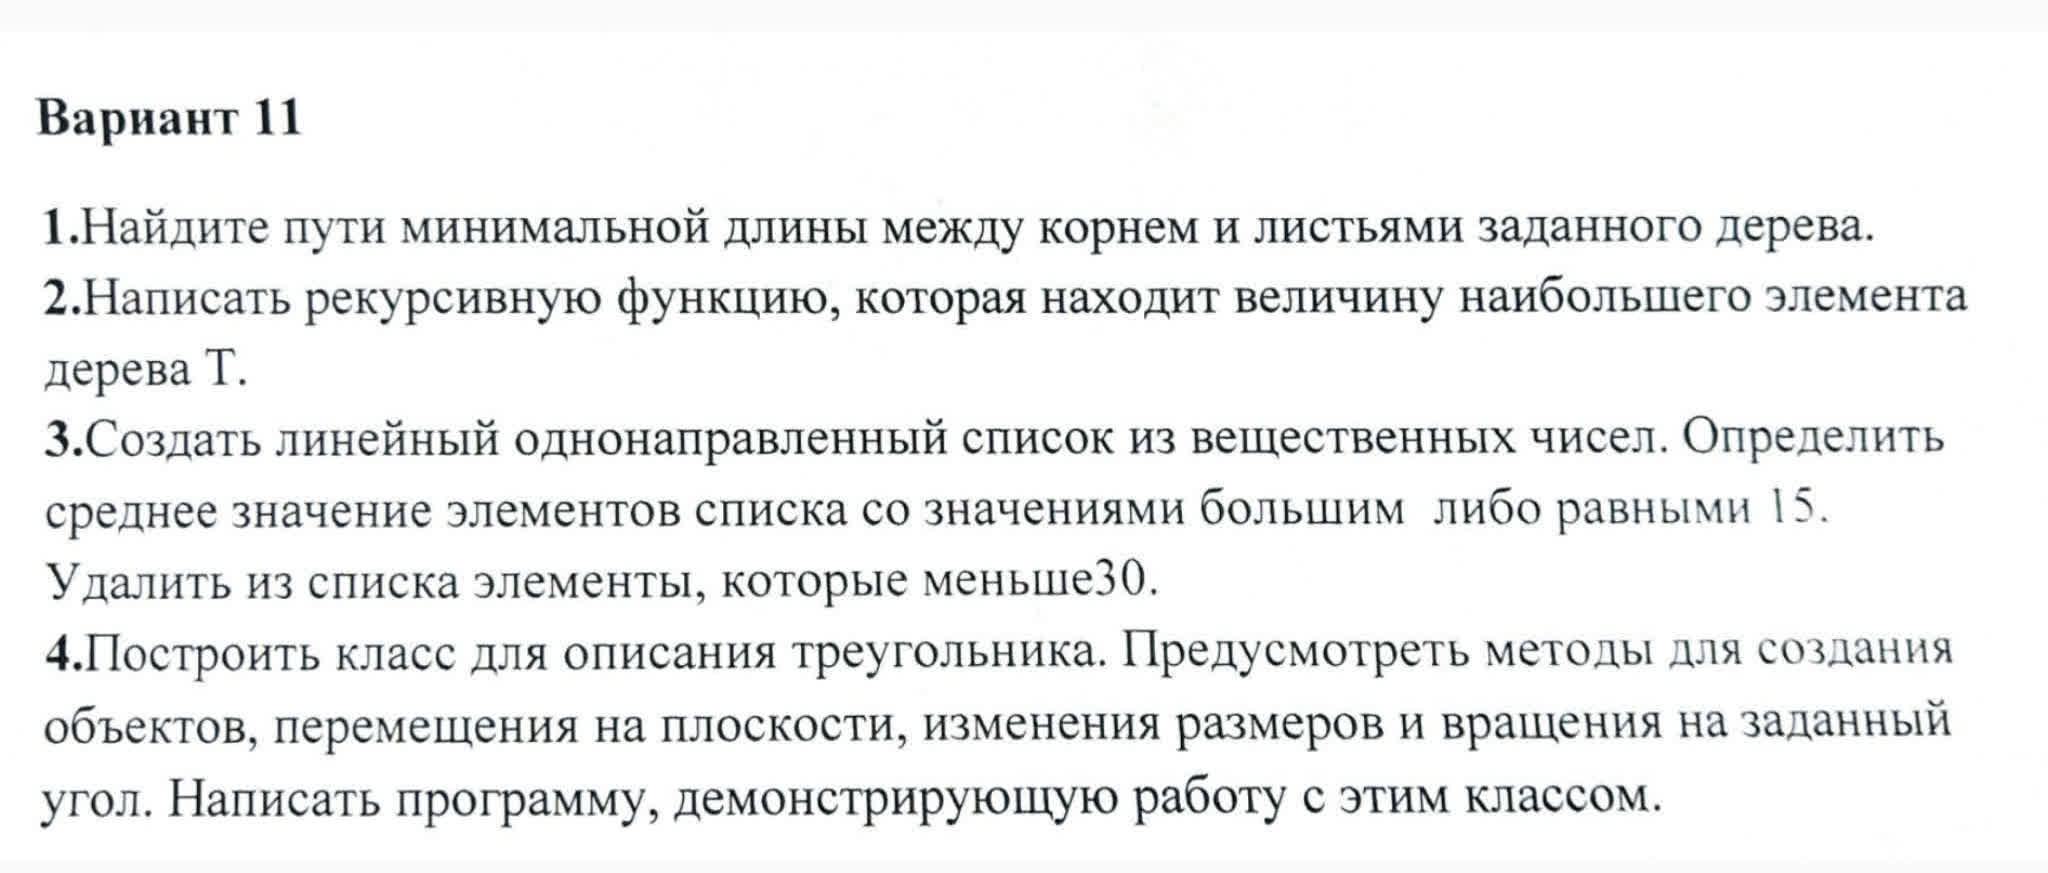 Вариант 11
1.Найдите пути минимальной длины между корнем и листьями заданного дерева.
2.Написать рекурсивную функцию, которая находит величину наибольшего элемента
дерева Т.
3.Создать линейный однонаправленный список из вещественных чисел. Определить
среднее значение элементов списка со значениями большим либо равными 15.
Удалить из списка элементы, которые меньше30.
4.Построить класс для описания треугольника. Предусмотреть методы для создания
объектов, перемещения на плоскости, изменения размеров и вращения на заданный
угол. Написать программу, демонстрирующую работу с этим классом.